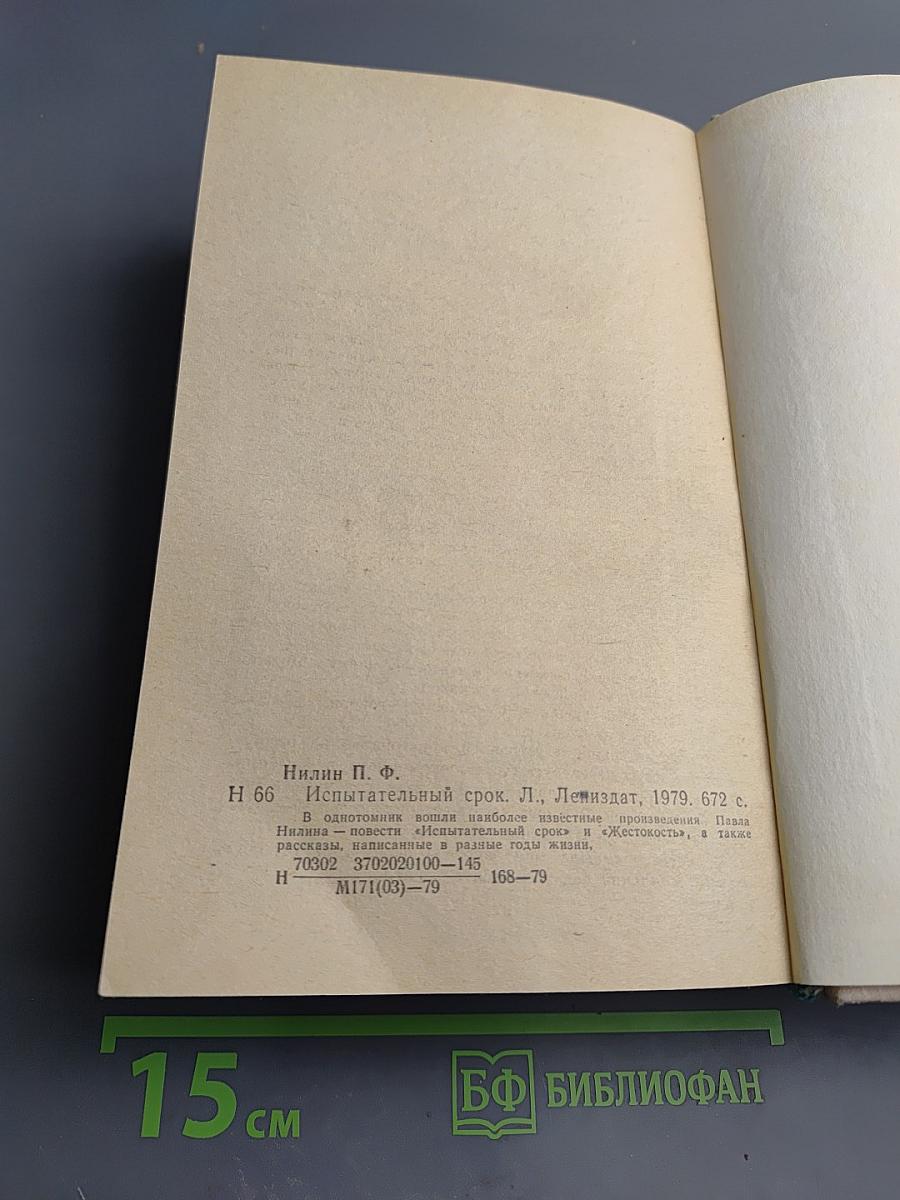 Нилин П. Ф.
Н 66 Испытательный срок. Л., Лениздат, 1979. 672 с.
В однотомник вошли наиболее известные произведения Павла
Нилина — повести «Испытательный срок» и «Жестокость», а также
рассказы, написанные в разные годы жизни,
70302 3702020100—145
Н 168—79
М171(03)—79
15 см
БФ БИБЛИОФАН